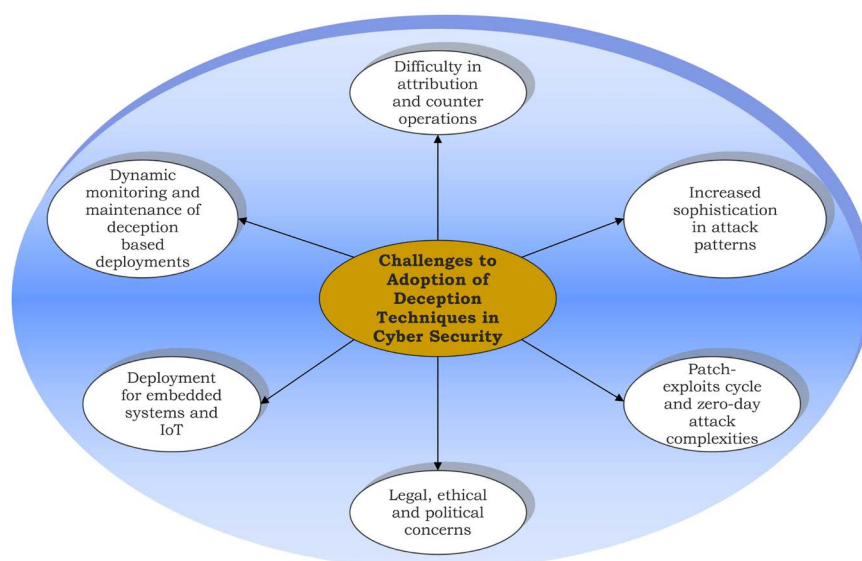 Difficulty in
attribution
and counter
operations
Dynamic
monitoring and
maintenance of
deception
based
deployments
Increased
sophistication
in attack
patterns
Challenges to
Adoption of
Deception
Techniques in
Cyber Security
Deployment
for embedded
systems and
IoT
Patch-
exploits cycle
and zero-day
attack
complexities
Legal, ethical
and political
concerns